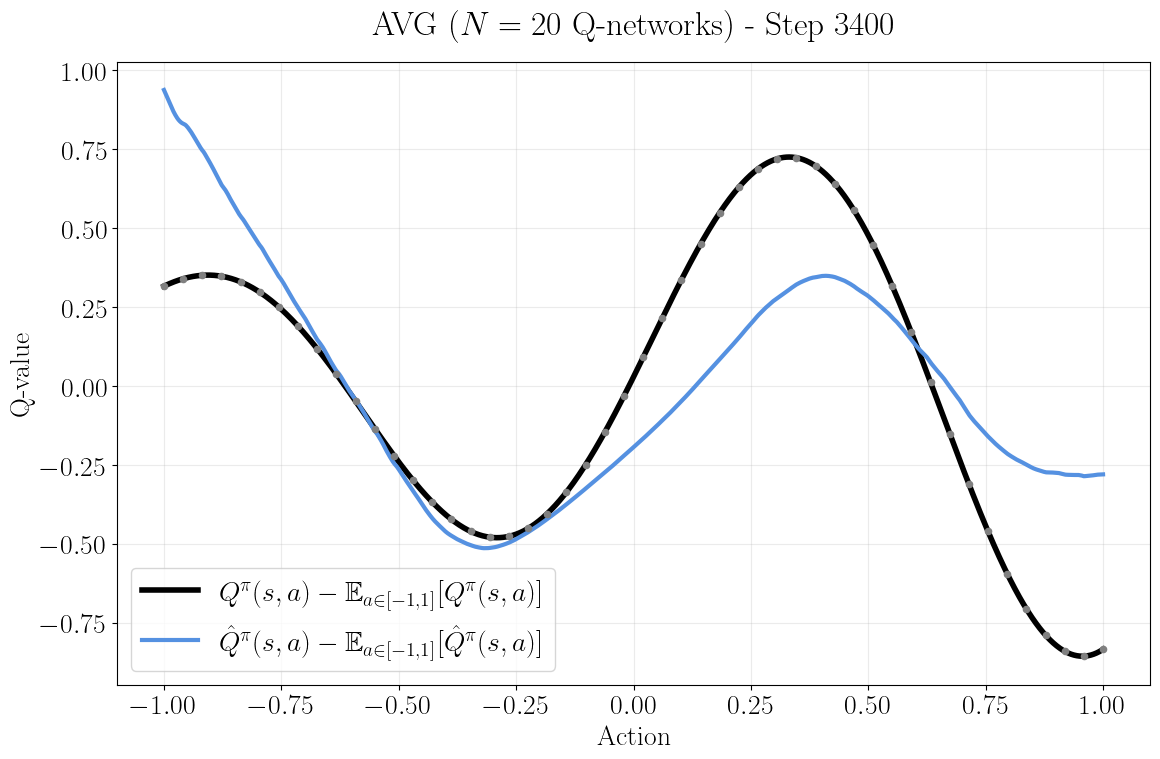 AVG (N = 20 Q-networks) - Step 3400
1.00
0.75
0.50
0.25
0.00
−0.25
−0.50
−0.75
Q-value
Q^π(s, a) − 𝔼_{a∈[−1,1]}[Q^π(s, a)]
Q̂^π(s, a) − 𝔼_{a∈[−1,1]}[Q̂^π(s, a)]
−1.00 −0.75 −0.50 −0.25 0.00 0.25 0.50 0.75 1.00
Action